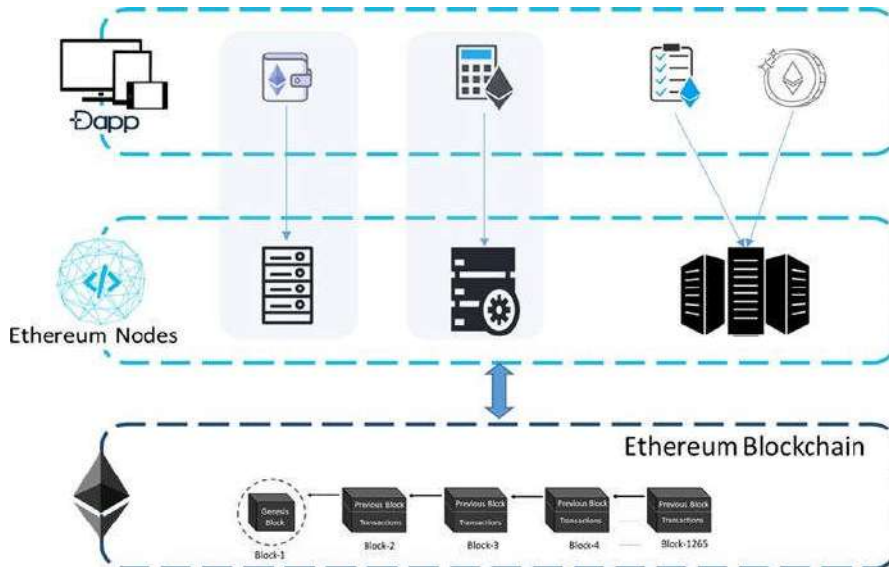 Dapp
Ethereum Nodes
Ethereum Blockchain
Genesis
Block
Block-1
Previous Block
Transactions
Block-2
Previous Block
Transactions
Block-3
Previous Block
Transactions
Block-4
Previous Block
Transactions
Block-1265